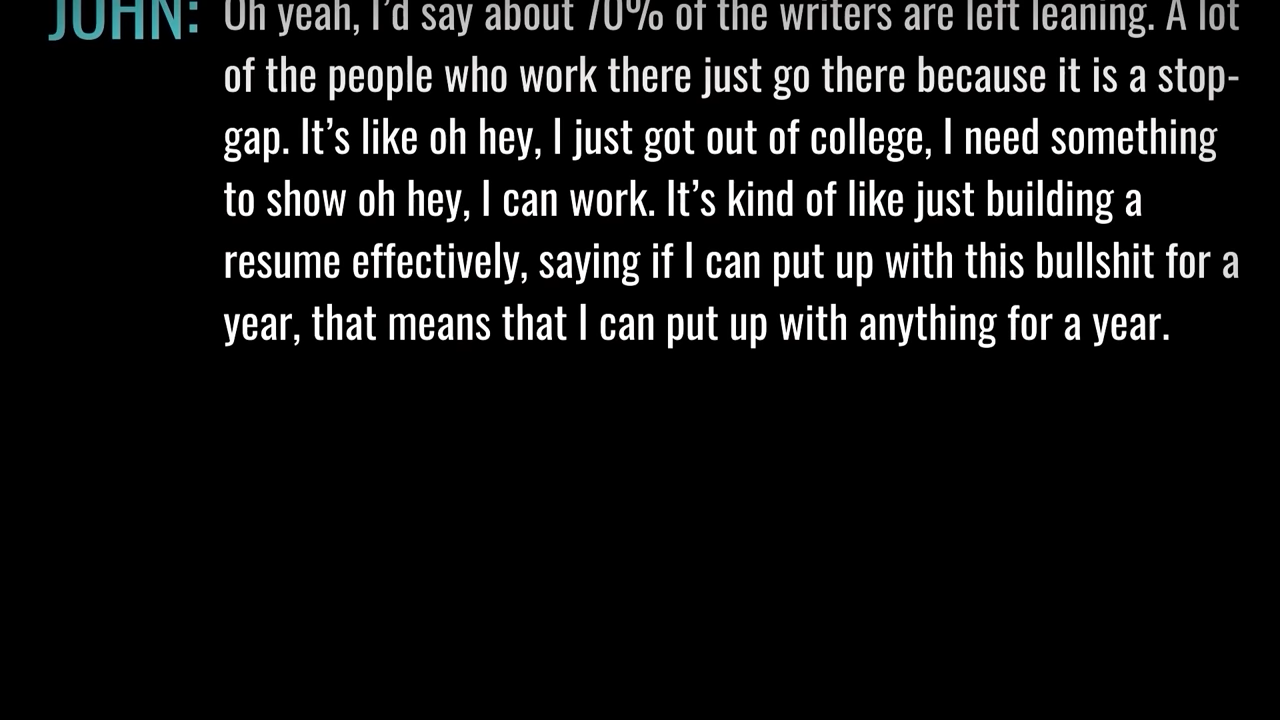 JOHN: Oh yeah, I'd say about 70% of the writers are left leaning. A lot
of the people who work there just go there because it is a stop-
gap. It's like oh hey, I just got out of college, I need something
to show oh hey, I can work. It's kind of like just building a
resume effectively, saying if I can put up with this bullshit for a
year, that means that I can put up with anything for a year.